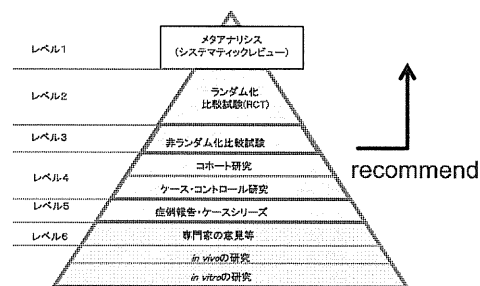 レベル1
メタアナリシス
(システマティックレビュー)
レベル2
ランダム化
比較試験(RCT)
レベル3
非ランダム化比較試験
レベル4
コホート研究
ケース・コントロール研究
レベル5
症例報告・ケースシリーズ
レベル6
専門家の意見等
in vivoの研究
in vitroの研究
recommend